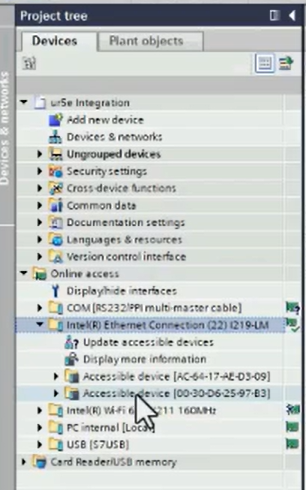 Project tree
Devices
Plant objects
Devices & networks
ur5e Integration
Add new device
Devices & networks
Ungrouped devices
Security settings
Cross-device functions
Common data
Documentation settings
Languages & resources
Version control interface
Online access
Display/hide interfaces
COM [RS232/PPI multi-master cable]
Intel(R) Ethernet Connection (22) I219-LM
Update accessible devices
Display more information
Accessible device [AC-64-17-AE-D3-09]
Accessible device [00-30-D6-25-97-B3]
Intel(R) Wi-Fi 6 211 160MHz
PC internal [Local]
USB [S7USB]
Card Reader/USB memory